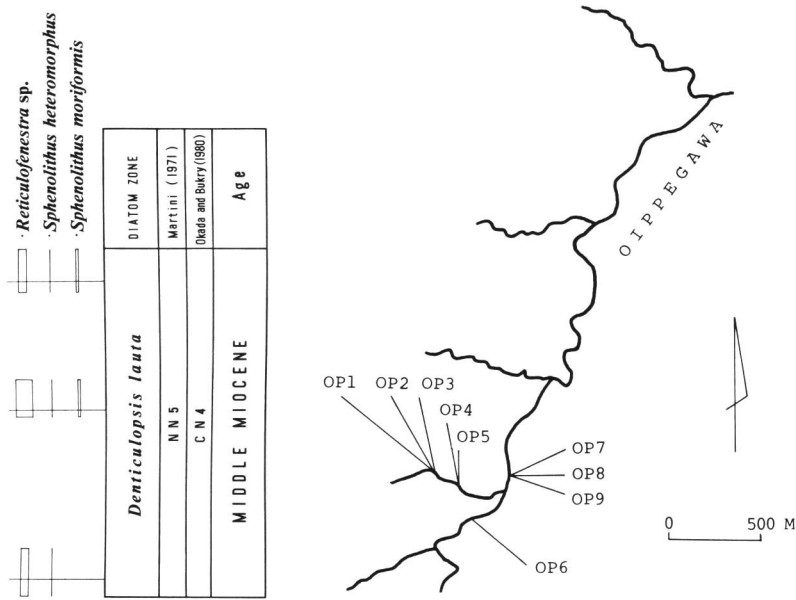 · Reticulofenestra sp.
· Sphenolithus heteromorphus
· Sphenolithus moriformis
DIATOM ZONE
Martini (1971)
Okada and Bukry (1980)
Age
Denticulopsis lauta
NN5
CN4
MIDDLE MIOCENE
OIPPEGAWA
OP1
OP2
OP3
OP4
OP5
OP7
OP8
OP9
OP6
0 500 M